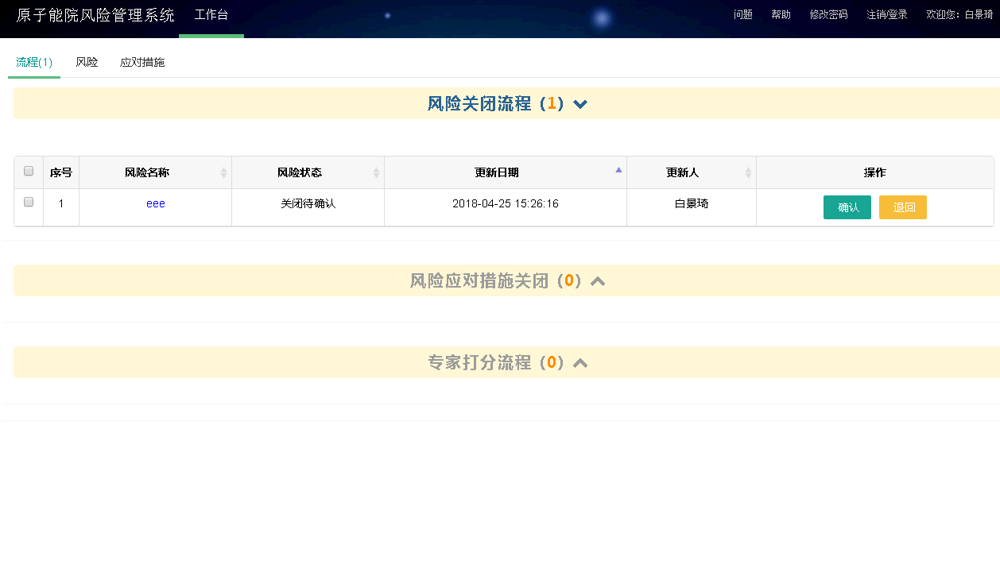 原子能院风险管理系统 工作台 问题 帮助 修改密码 注销/登录 欢迎您：白景琦
流程(1) 风险 应对措施
风险关闭流程（1）
序号 风险名称 风险状态 更新日期 更新人 操作
1 eee 关闭待确认 2018-04-25 15:26:16 白景琦 确认 退回
风险应对措施关闭（0）
专家打分流程（0）